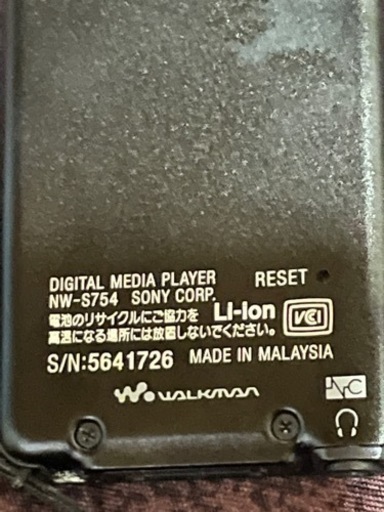 DIGITAL MEDIA PLAYER RESET
NW-S754 SONY CORP.
電池のリサイクルにご協力を Li-ion VCI
高温になる場所には放置しないでください。
S/N:5641726 MADE IN MALAYSIA
WALKMAN
NC